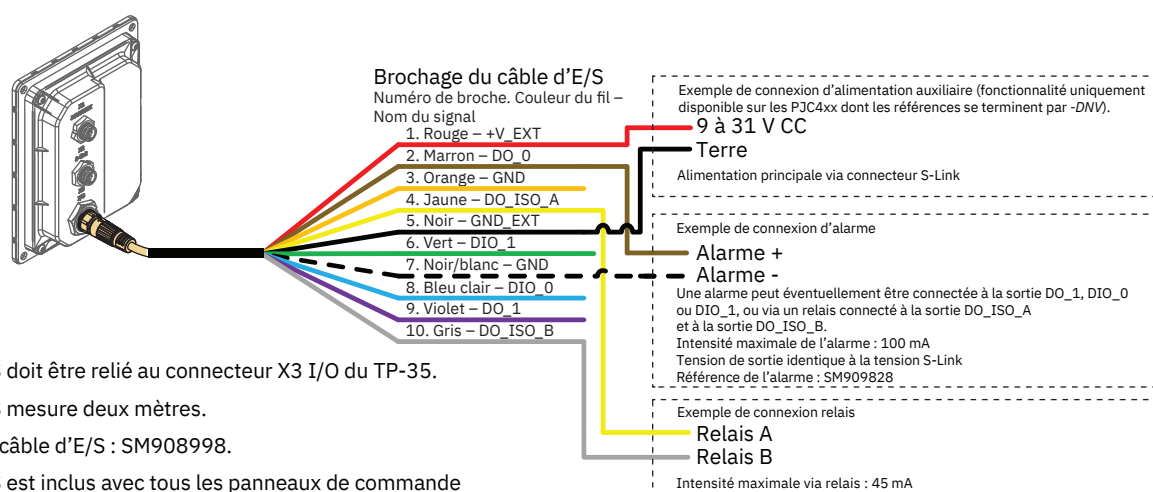 Brochage du câble d’E/S
Numéro de broche. Couleur du fil –
Nom du signal
1. Rouge – +V_EXT
2. Marron – DO_0
3. Orange – GND
4. Jaune – DO_ISO_A
5. Noir – GND_EXT
6. Vert – DIO_1
7. Noir/blanc – GND
8. Bleu clair – DIO_0
9. Violet – DO_1
10. Gris – DO_ISO_B
Exemple de connexion d’alimentation auxiliaire (fonctionnalité uniquement
disponible sur les PJC4xx dont les références se terminent par -DNV).
9 à 31 V CC
Terre
Alimentation principale via connecteur S-Link
Exemple de connexion d’alarme
Alarme +
Alarme -
Une alarme peut éventuellement être connectée à la sortie DO_1, DIO_0
ou DIO_1, ou via un relais connecté à la sortie DO_ISO_A
et à la sortie DO_ISO_B.
Intensité maximale de l’alarme : 100 mA
Tension de sortie identique à la tension S-Link
Référence de l’alarme : SM909828
Exemple de connexion relais
Relais A
Relais B
Intensité maximale via relais : 45 mA
doit être relié au connecteur X3 I/O du TP-35.
mesure deux mètres.
câble d’E/S : SM908998.
est inclus avec tous les panneaux de commande